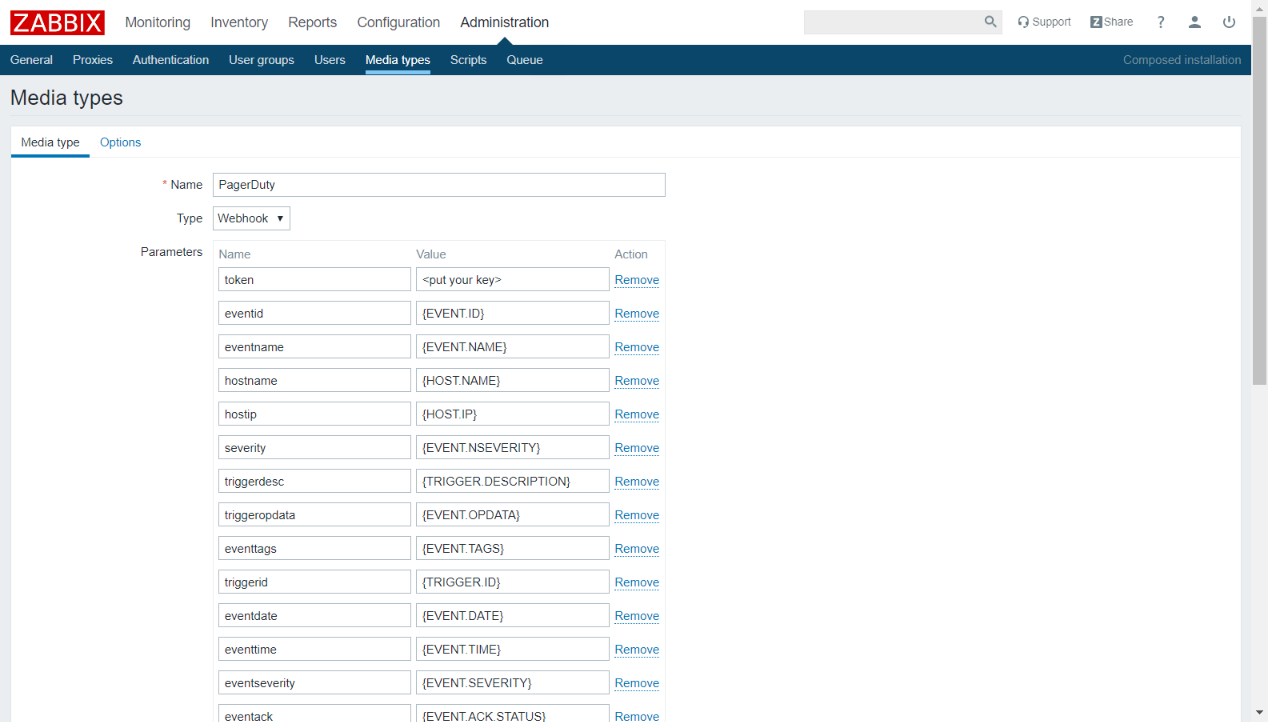 ZABBIX Monitoring Inventory Reports Configuration Administration Support Z Share ?
General Proxies Authentication User groups Users Media types Scripts Queue Composed installation
Media types
Media type Options
* Name PagerDuty
Type Webhook
Parameters Name Value Action
token <put your key> Remove
eventid {EVENT.ID} Remove
eventname {EVENT.NAME} Remove
hostname {HOST.NAME} Remove
hostip {HOST.IP} Remove
severity {EVENT.NSEVERITY} Remove
triggerdesc {TRIGGER.DESCRIPTION} Remove
triggeropdata {EVENT.OPDATA} Remove
eventtags {EVENT.TAGS} Remove
triggerid {TRIGGER.ID} Remove
eventdate {EVENT.DATE} Remove
eventtime {EVENT.TIME} Remove
eventseverity {EVENT.SEVERITY} Remove
eventack {EVENT.ACK.STATUS} Remove